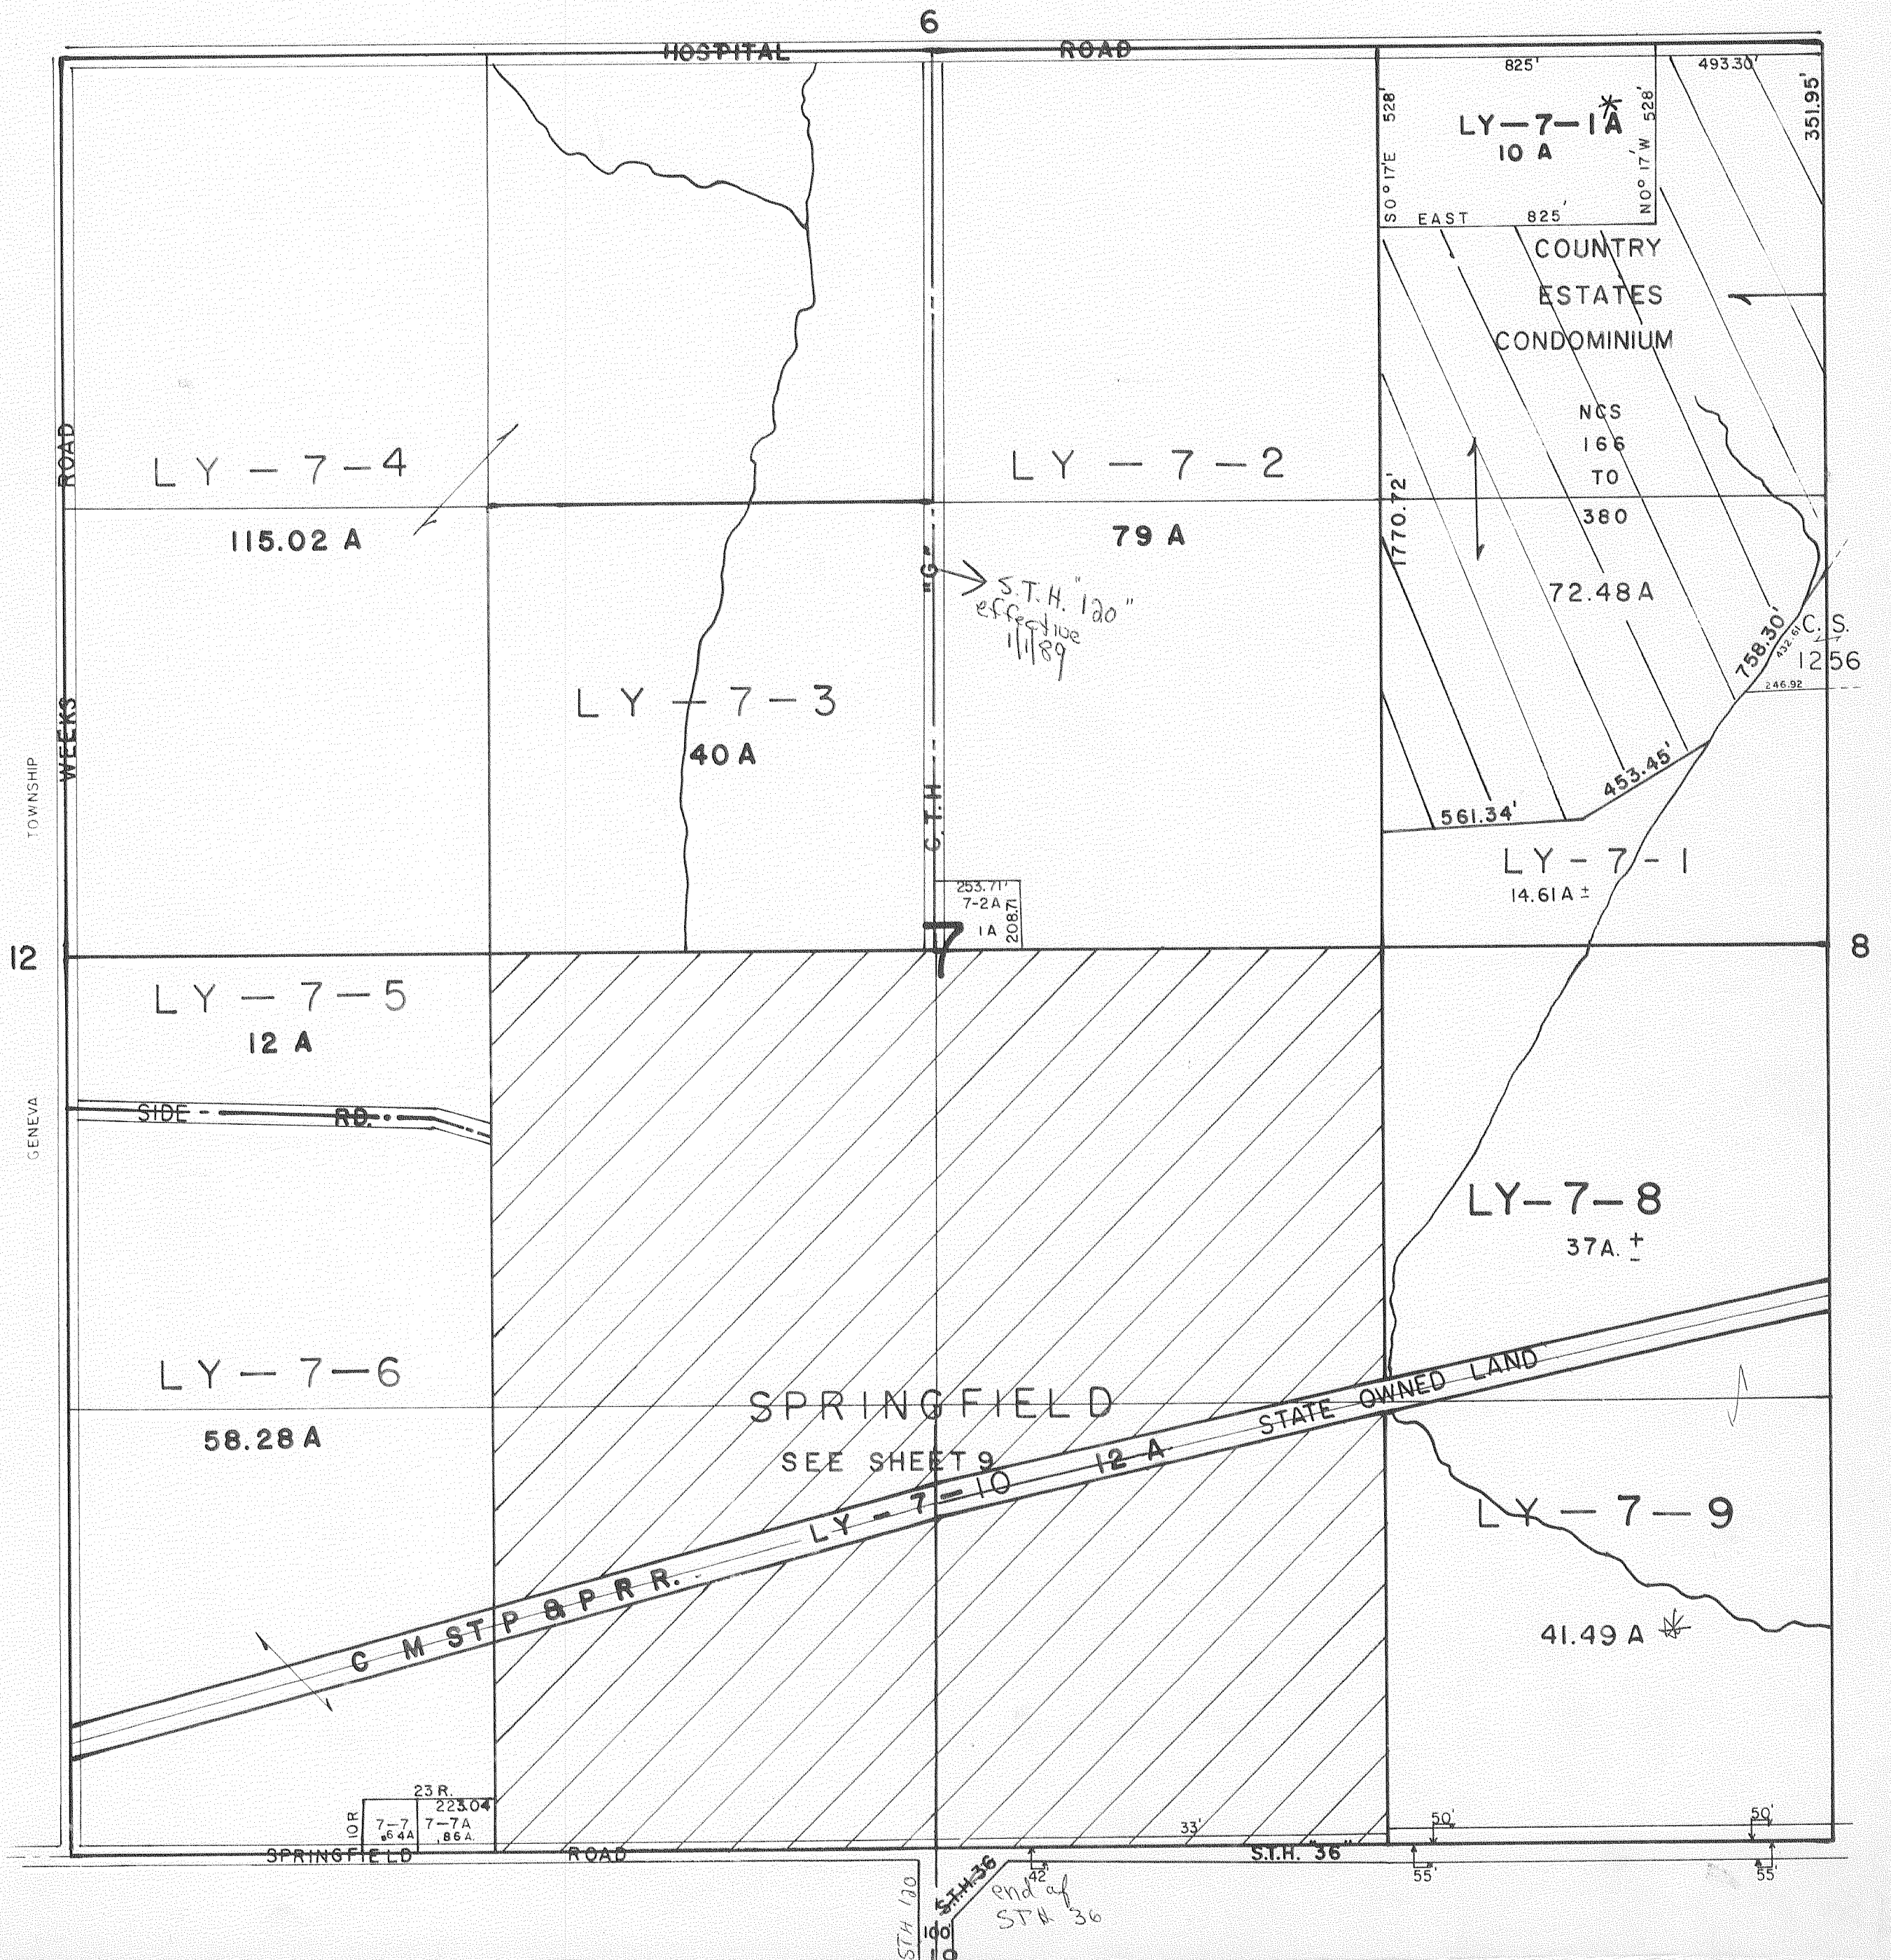 6
HOSPITAL ROAD
825'
493.30'
351.95'
528'
S0°17'E
LY-7-1A*
10 A
528'
N0°17'W
EAST 825'
COUNTRY
ESTATES
CONDOMINIUM
NCS
166
TO
380
72.48A
1770.72'
758.30'
432.61
C.S.
1256
246.92
453.45'
561.34'
LY-7-4
115.02 A
LY-7-2
79 A
"G"
S.T.H. "120"
effective
1/1/89
LY-7-3
40 A
C.T.H
WEEKS ROAD
TOWNSHIP
GENEVA
LY-7-1
14.61A ±
253.71'
7-2A
1A
208.71
7
12
8
LY-7-5
12 A
SIDE RD.
LY-7-8
37A. ±
LY-7-6
58.28A
SPRINGFIELD
SEE SHEET 9
LY-7-10
12 A
STATE OWNED LAND
C M ST P & P R R.
LY-7-9
41.49 A *
23 R.
223.04
10R
7-7
.64A
7-7A
.86A.
SPRINGFIELD ROAD
33'
S.T.H. "36"
50'
50'
55'
55'
42'
S.T.H. 36
end of
STH 36
STH 120
100'